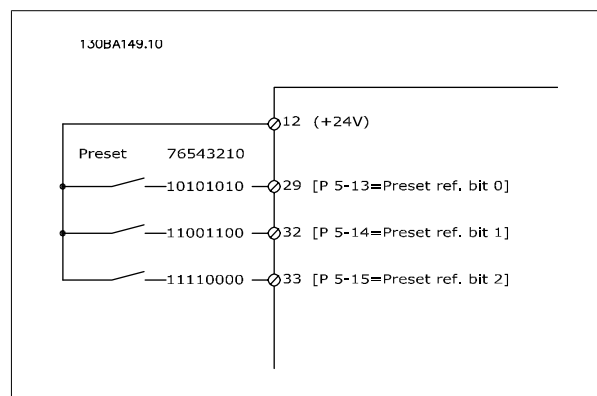 130BA149.10
12 (+24V)
Preset 76543210
10101010 29 [P 5-13=Preset ref. bit 0]
11001100 32 [P 5-14=Preset ref. bit 1]
11110000 33 [P 5-15=Preset ref. bit 2]